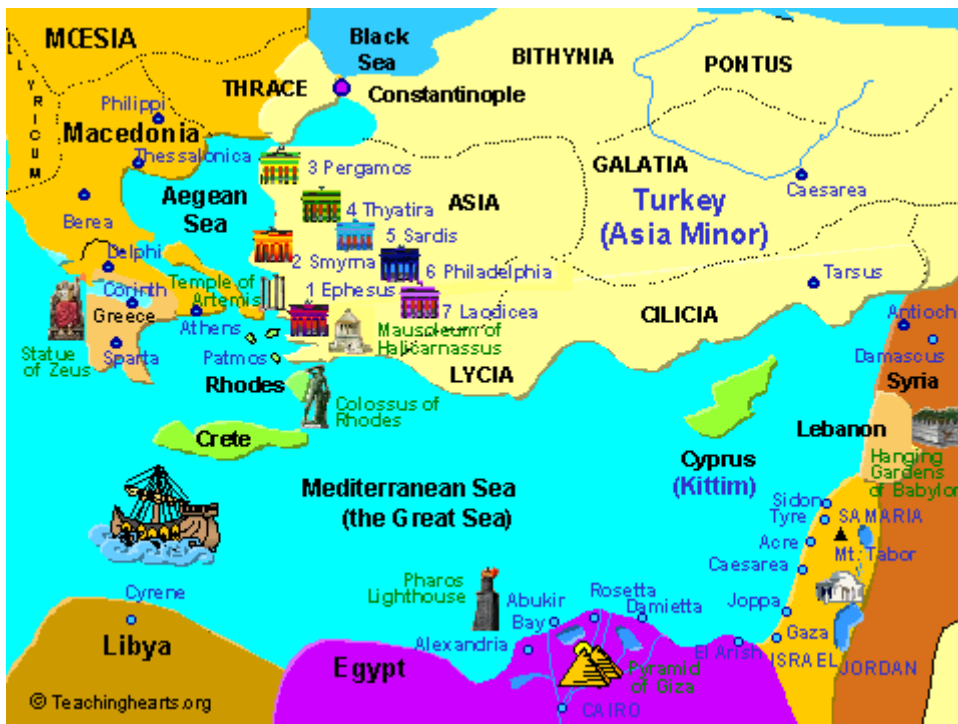 MŒSIA
Black
Sea
BITHYNIA
PONTUS
LYRICUM
THRACE
Constantinople
Philippi
Macedonia
Thessalonica
3 Pergamos
GALATIA
Caesarea
Aegean
Sea
ASIA
Turkey
(Asia Minor)
4 Thyatira
Berea
5 Sardis
Delphi
2 Smyrna
6 Philadelphia
Tarsus
Temple of
Artemis
1 Ephesus
Corinth
7 Laodicea
Greece
CILICIA
Antioch
Athens
Mausoleum of
Halicarnassus
Statue
of Zeus
Sparta
Patmos
Damascus
LYCIA
Syria
Rhodes
Colossus of
Rhodes
Lebanon
Crete
Hanging
Gardens
of Babylon
Cyprus
(Kittim)
Mediterranean Sea
(the Great Sea)
Sidon
Tyre
SAMARIA
Acre
Mt. Tabor
Caesarea
Pharos
Lighthouse
Cyrene
Abukir
Bay
Rosetta
Damietta
Joppa
Libya
Alexandria
Gaza
El Arish
ISRAEL
JORDAN
Egypt
Pyramid
of Giza
CAIRO
© Teachinghearts.org